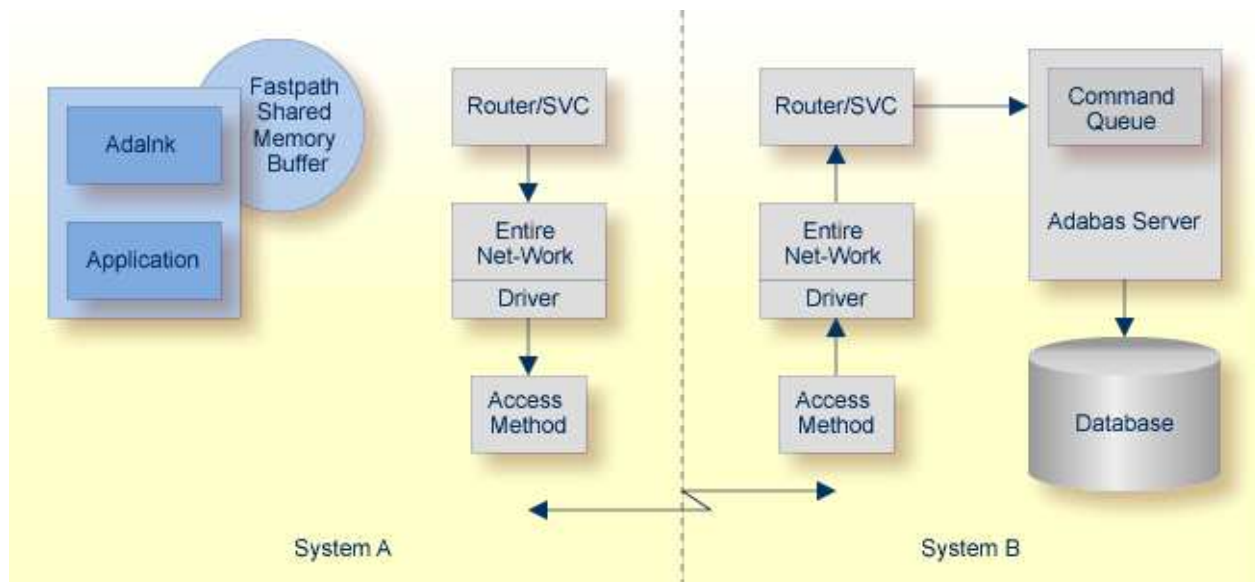 Fastpath
Shared
Memory
Buffer
Adalnk
Application
Router/SVC
Entire
Net-Work
Driver
Access
Method
System A
Router/SVC
Entire
Net-Work
Driver
Access
Method
Command
Queue
Adabas Server
Database
System B